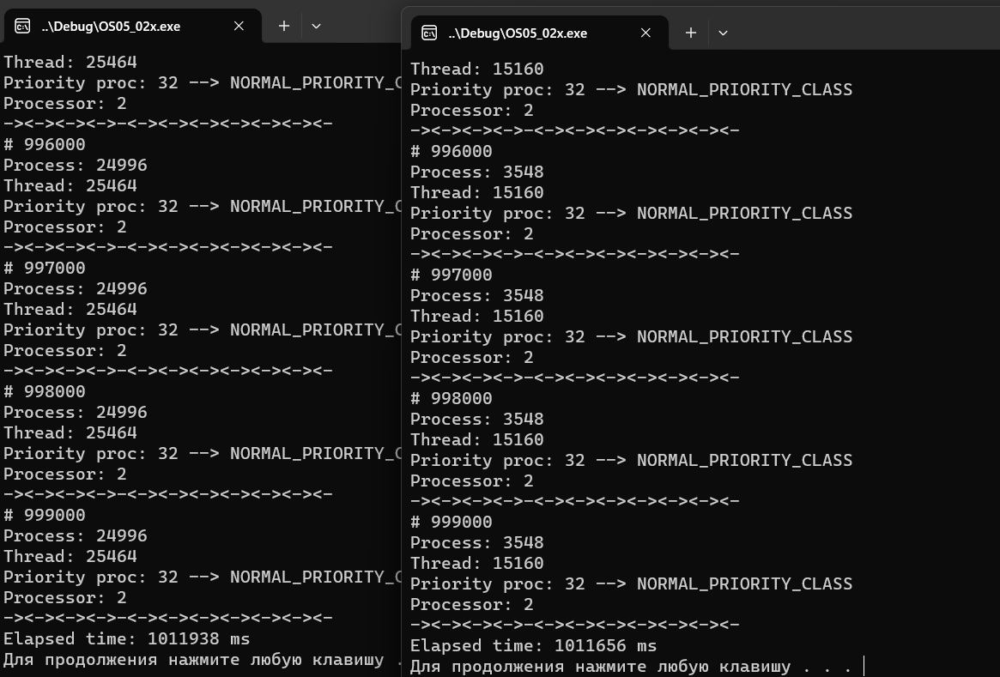 ..\Debug\OS05_02x.exe
Thread: 25464
Priority proc: 32 --> NORMAL_PRIORITY_C
Processor: 2
-><-><-><->-<-><-><-><-><-><-><-
# 996000
Process: 24996
Thread: 25464
Priority proc: 32 --> NORMAL_PRIORITY_C
Processor: 2
-><-><-><->-<-><-><-><-><-><-><-
# 997000
Process: 24996
Thread: 25464
Priority proc: 32 --> NORMAL_PRIORITY_C
Processor: 2
-><-><-><->-<-><-><-><-><-><-><-
# 998000
Process: 24996
Thread: 25464
Priority proc: 32 --> NORMAL_PRIORITY_C
Processor: 2
-><-><-><->-<-><-><-><-><-><-><-
# 999000
Process: 24996
Thread: 25464
Priority proc: 32 --> NORMAL_PRIORITY_C
Processor: 2
-><-><-><->-<-><-><-><-><-><-><-
Elapsed time: 1011938 ms
Для продолжения нажмите любую клавишу .
..\Debug\OS05_02x.exe
Thread: 15160
Priority proc: 32 --> NORMAL_PRIORITY_CLASS
Processor: 2
-><-><-><->-<-><-><-><-><-><-><-
# 996000
Process: 3548
Thread: 15160
Priority proc: 32 --> NORMAL_PRIORITY_CLASS
Processor: 2
-><-><-><->-<-><-><-><-><-><-><-
# 997000
Process: 3548
Thread: 15160
Priority proc: 32 --> NORMAL_PRIORITY_CLASS
Processor: 2
-><-><-><->-<-><-><-><-><-><-><-
# 998000
Process: 3548
Thread: 15160
Priority proc: 32 --> NORMAL_PRIORITY_CLASS
Processor: 2
-><-><-><->-<-><-><-><-><-><-><-
# 999000
Process: 3548
Thread: 15160
Priority proc: 32 --> NORMAL_PRIORITY_CLASS
Processor: 2
-><-><-><->-<-><-><-><-><-><-><-
Elapsed time: 1011656 ms
Для продолжения нажмите любую клавишу . . .